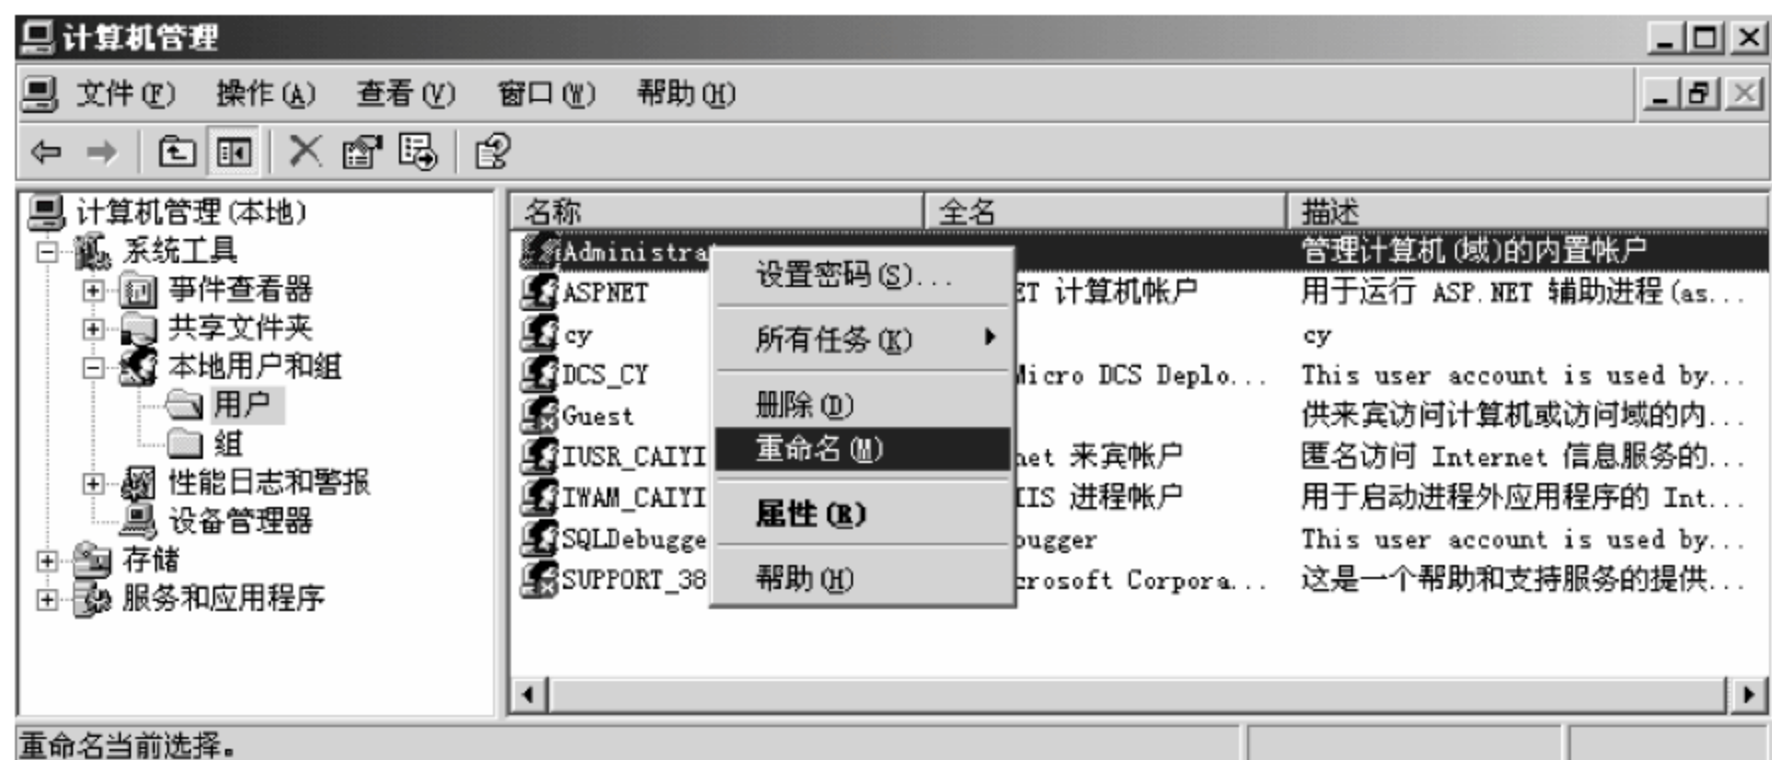 计算机管理
文件(F) 操作(A) 查看(V) 窗口(W) 帮助(H)
计算机管理(本地)
系统工具
事件查看器
共享文件夹
本地用户和组
用户
组
性能日志和警报
设备管理器
存储
服务和应用程序
名称 全名 描述
Administrat 管理计算机(域)的内置帐户
ASPNET ET 计算机帐户 用于运行 ASP.NET 辅助进程(as...
cy cy
DCS_CY Micro DCS Deplo... This user account is used by...
Guest 供来宾访问计算机或访问域的内...
IUSR_CAIYI net 来宾帐户 匿名访问 Internet 信息服务的...
IWAM_CAIYI IIS 进程帐户 用于启动进程外应用程序的 Int...
SQLDebugge bugger This user account is used by...
SUPPORT_38 crosoft Corpora... 这是一个帮助和支持服务的提供...
设置密码(S)...
所有任务(K)
删除(D)
重命名(M)
属性(R)
帮助(H)
重命名当前选择。